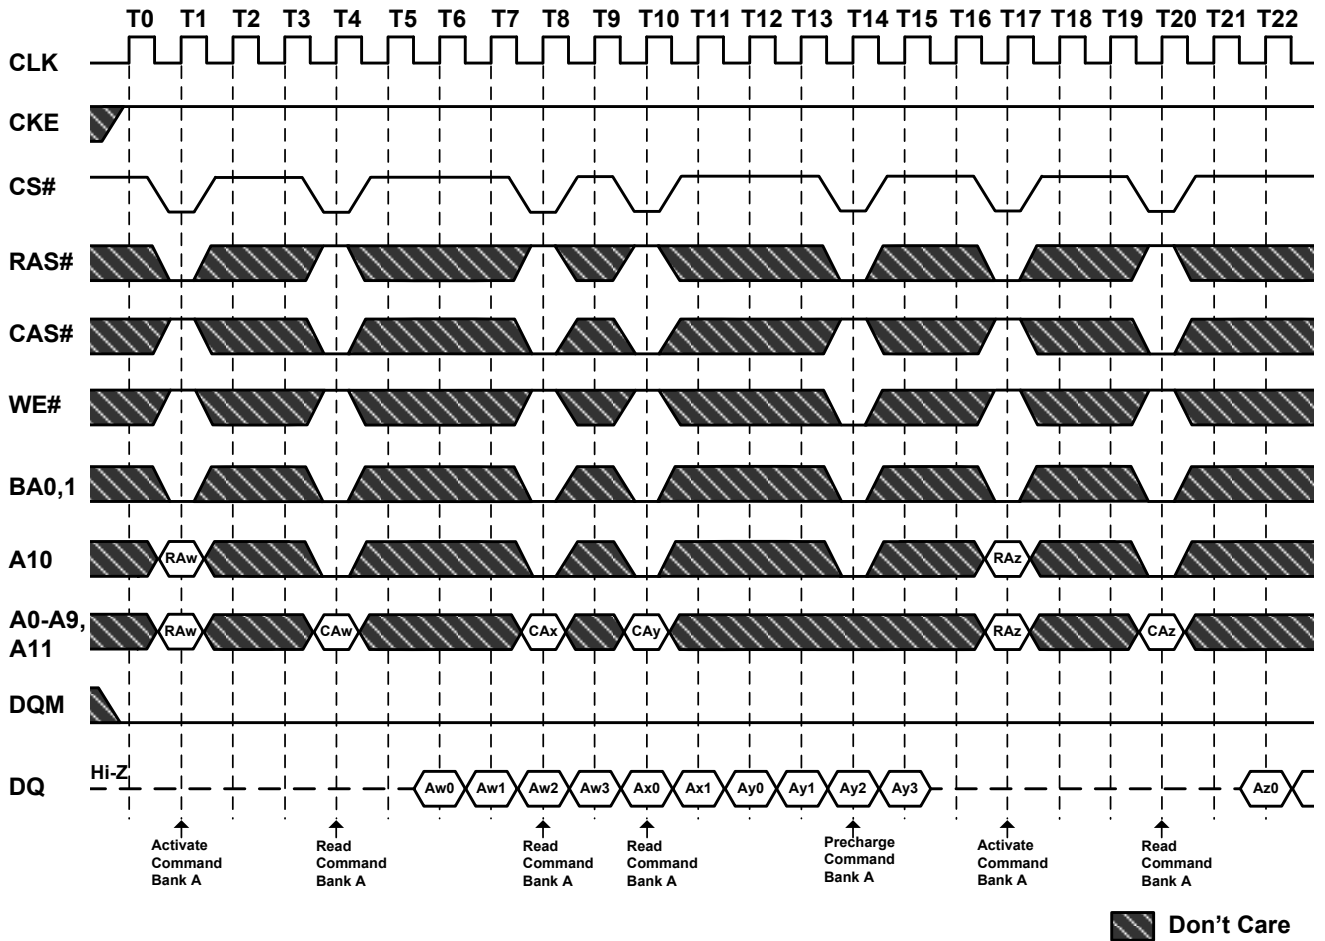 T0 T1 T2 T3 T4 T5 T6 T7 T8 T9 T10 T11 T12 T13 T14 T15 T16 T17 T18 T19 T20 T21 T22
CLK
CKE
CS#
RAS#
CAS#
WE#
BA0,1
A10
RAw RAz
A0-A9,
A11
RAw CAw CAx CAy RAz CAz
DQM
DQ
Hi-Z
Aw0 Aw1 Aw2 Aw3 Ax0 Ax1 Ay0 Ay1 Ay2 Ay3 Az0
Activate
Command
Bank A
Read
Command
Bank A
Read
Command
Bank A
Read
Command
Bank A
Precharge
Command
Bank A
Activate
Command
Bank A
Read
Command
Bank A
Don't Care